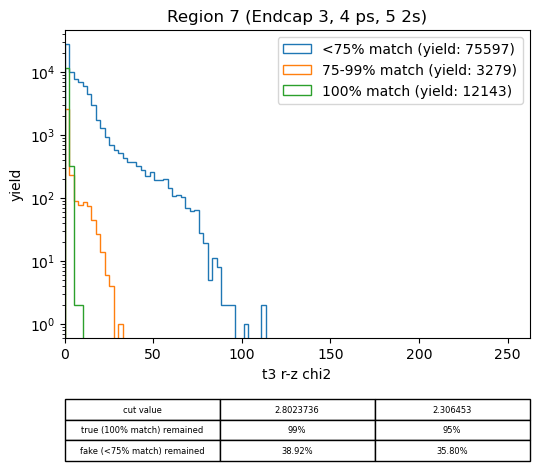 Region 7 (Endcap 3, 4 ps, 5 2s)
<75% match (yield: 75597)
75-99% match (yield: 3279)
100% match (yield: 12143)
yield
10⁴
10³
10²
10¹
10⁰
0 50 100 150 200 250
t3 r-z chi2
cut value 2.8023736 2.306453
true (100% match) remained 99% 95%
fake (<75% match) remained 38.92% 35.80%